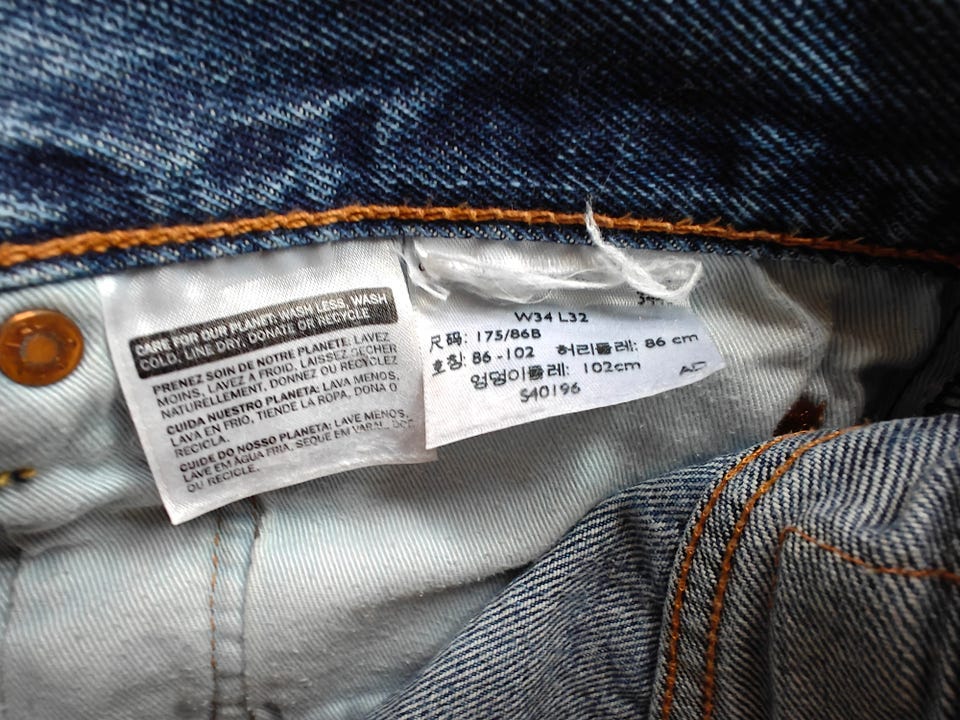 CARE FOR OUR PLANET: WASH LESS, WASH
COLD, LINE DRY, DONATE OR RECYCLE
PRENEZ SOIN DE NOTRE PLANETE: LAVEZ
MOINS, LAVEZ A FROID, LAISSEZ SECHER
NATURELLEMENT, DONNEZ OU RECYCLEZ
CUIDA NUESTRO PLANETA: LAVA MENOS,
LAVA EN FRIO, TIENDE LA ROPA, DONA O
RECICLA.
CUIDE DO NOSSO PLANETA: LAVE MENOS,
LAVE EM AGUA FRIA, SEQUE EM VARAL,
OU RECICLE.
W34 L32
尺码: 175/86B
호칭: 86-102 허리둘레: 86 cm
엉덩이둘레: 102cm
S40196